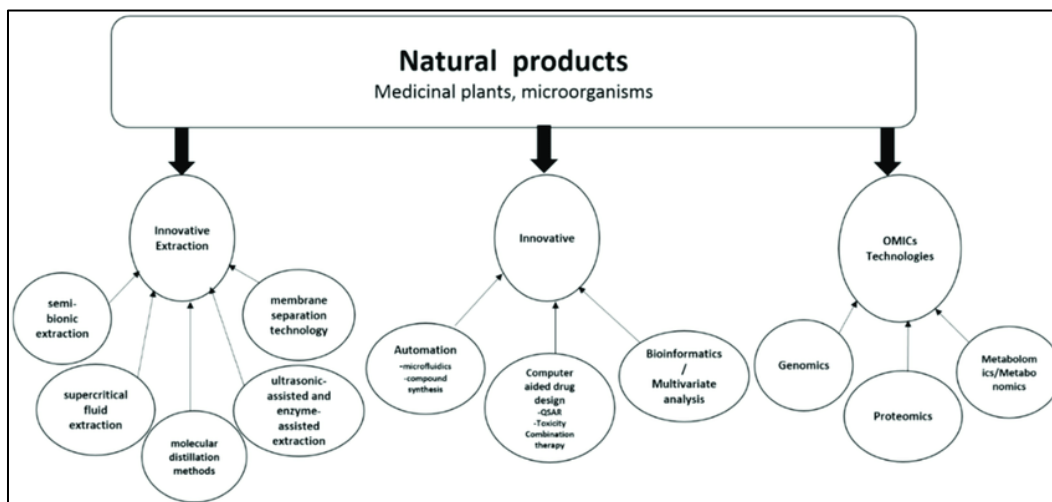 Natural products
Medicinal plants, microorganisms
Innovative
Extraction
semi-
bionic
extraction
supercritical
fluid
extraction
molecular
distillation
methods
ultrasonic-
assisted and
enzyme-
assisted
extraction
membrane
separation
technology
Innovative
Automation
-microfluidics
-compound
synthesis
Computer
aided drug
design
-QSAR
-Toxicity
Combination
therapy
Bioinformatics
/
Multivariate
analysis
OMICs
Technologies
Genomics
Proteomics
Metabolom
ics/Metabo
nomics